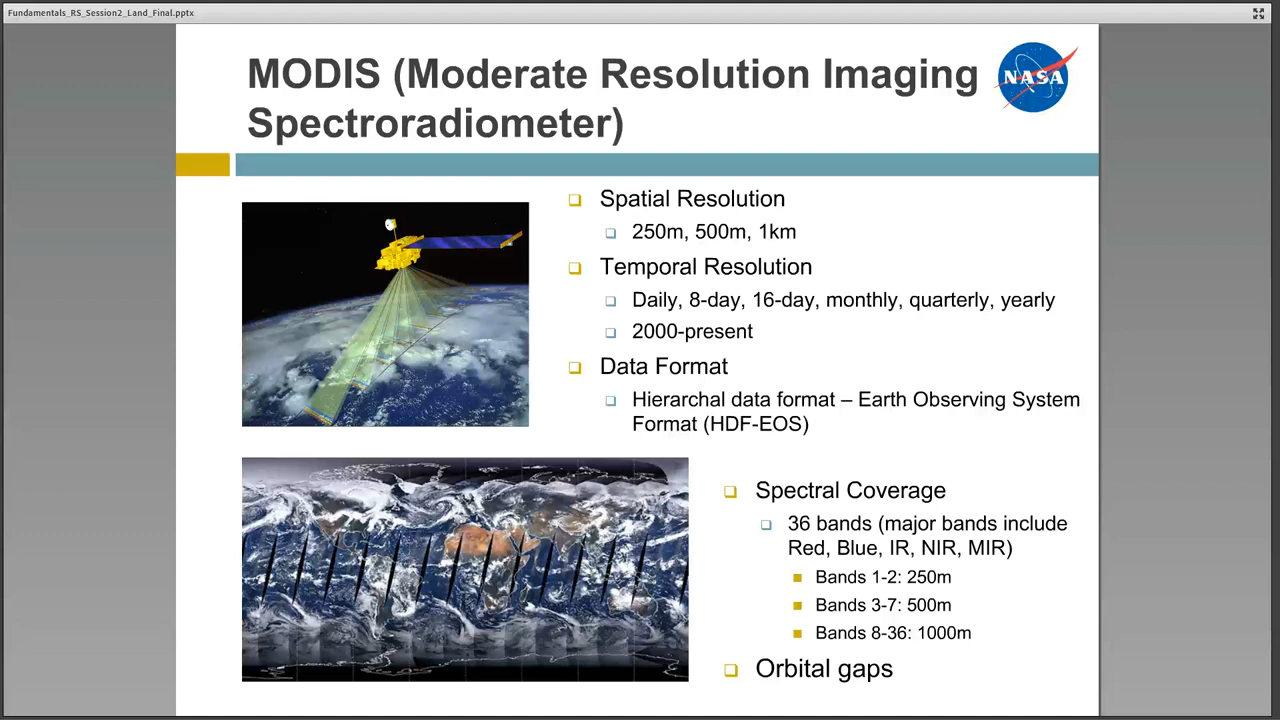 Fundamentals_RS_Session2_Land_Final.pptx
MODIS (Moderate Resolution Imaging
Spectroradiometer)
NASA
Spatial Resolution
250m, 500m, 1km
Temporal Resolution
Daily, 8-day, 16-day, monthly, quarterly, yearly
2000-present
Data Format
Hierarchal data format – Earth Observing System
Format (HDF-EOS)
Spectral Coverage
36 bands (major bands include
Red, Blue, IR, NIR, MIR)
Bands 1-2: 250m
Bands 3-7: 500m
Bands 8-36: 1000m
Orbital gaps